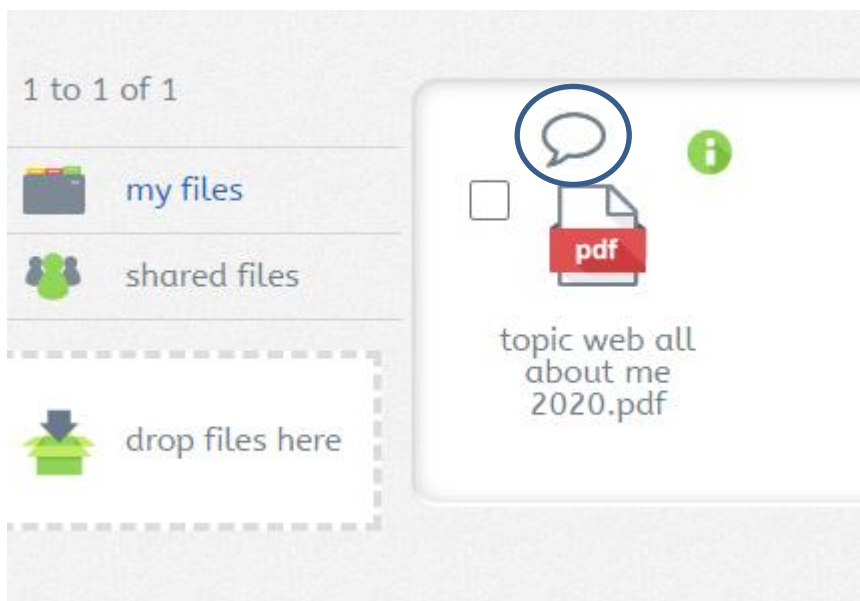 1 to 1 of 1
my files
shared files
drop files here
pdf
topic web all
about me
2020.pdf